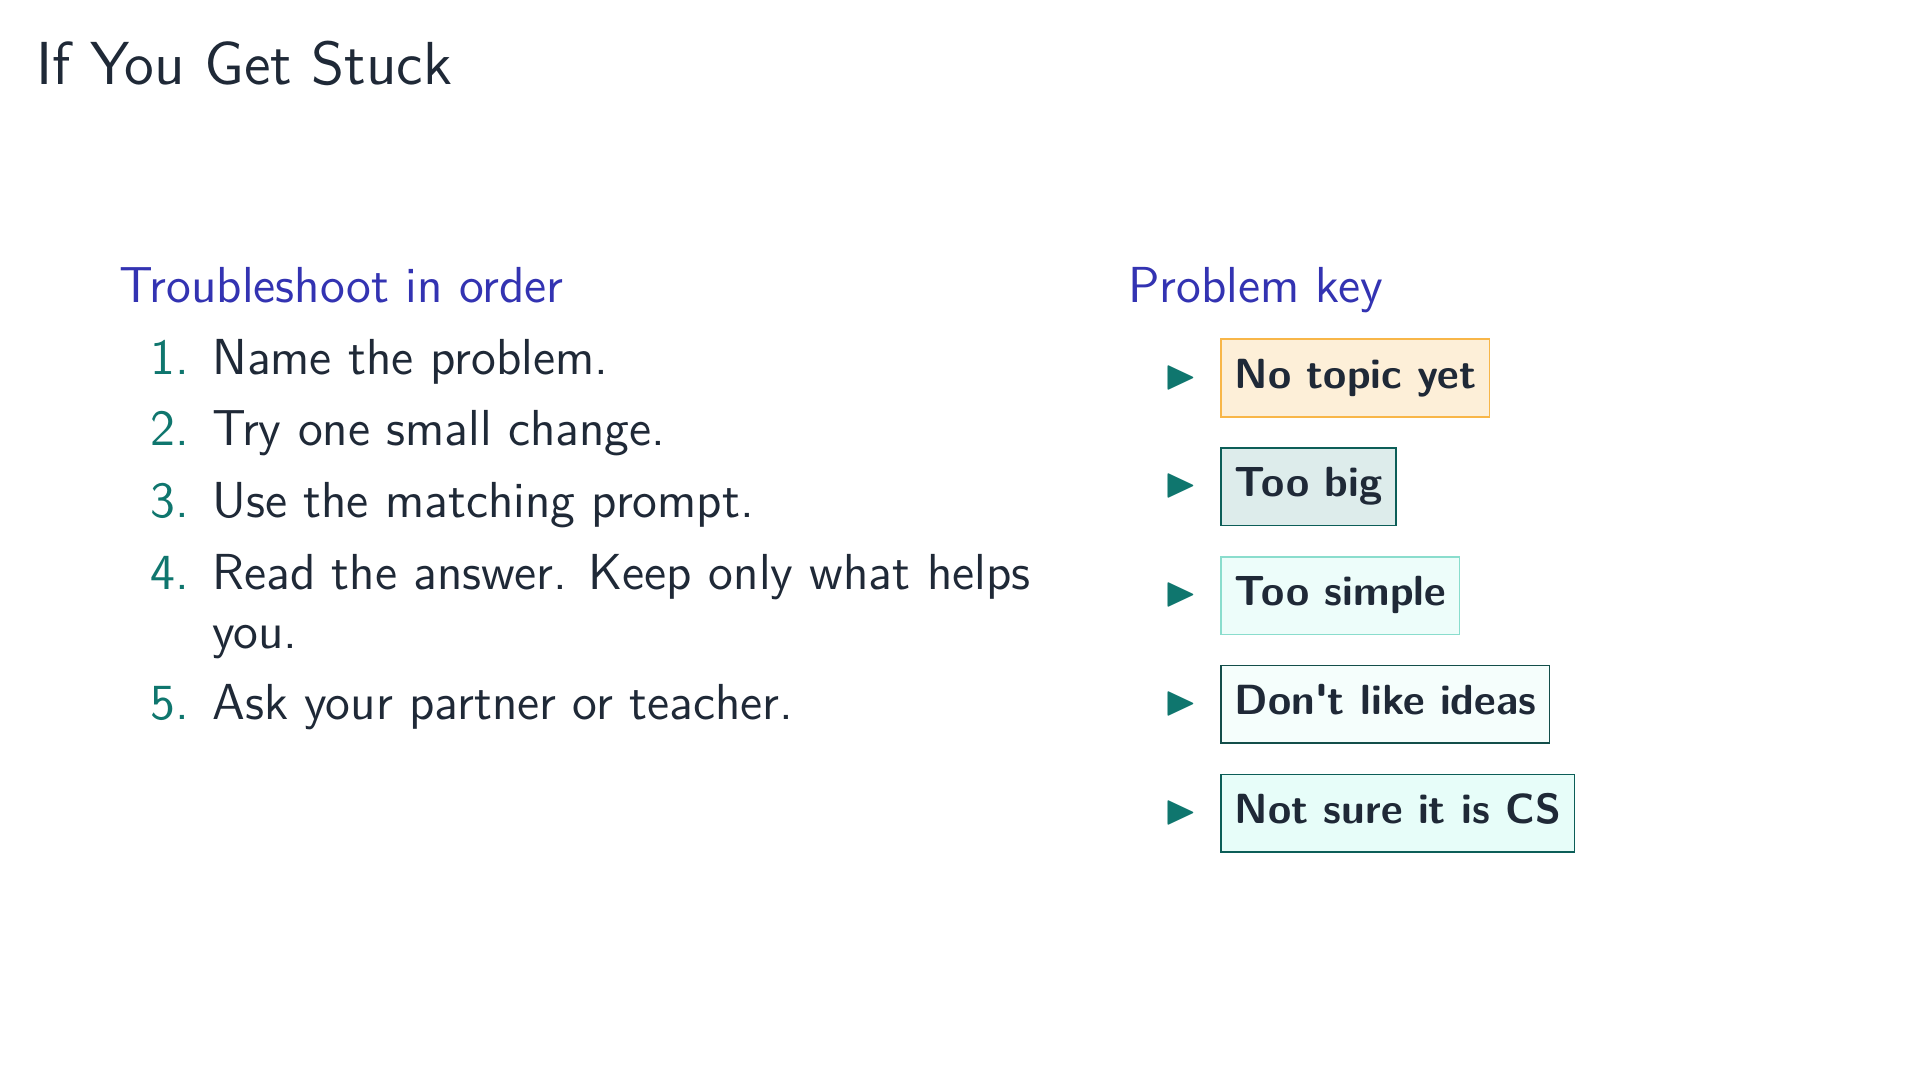 If You Get Stuck
Troubleshoot in order
1. Name the problem.
2. Try one small change.
3. Use the matching prompt.
4. Read the answer. Keep only what helps
you.
5. Ask your partner or teacher.
Problem key
▶ No topic yet
▶ Too big
▶ Too simple
▶ Don't like ideas
▶ Not sure it is CS